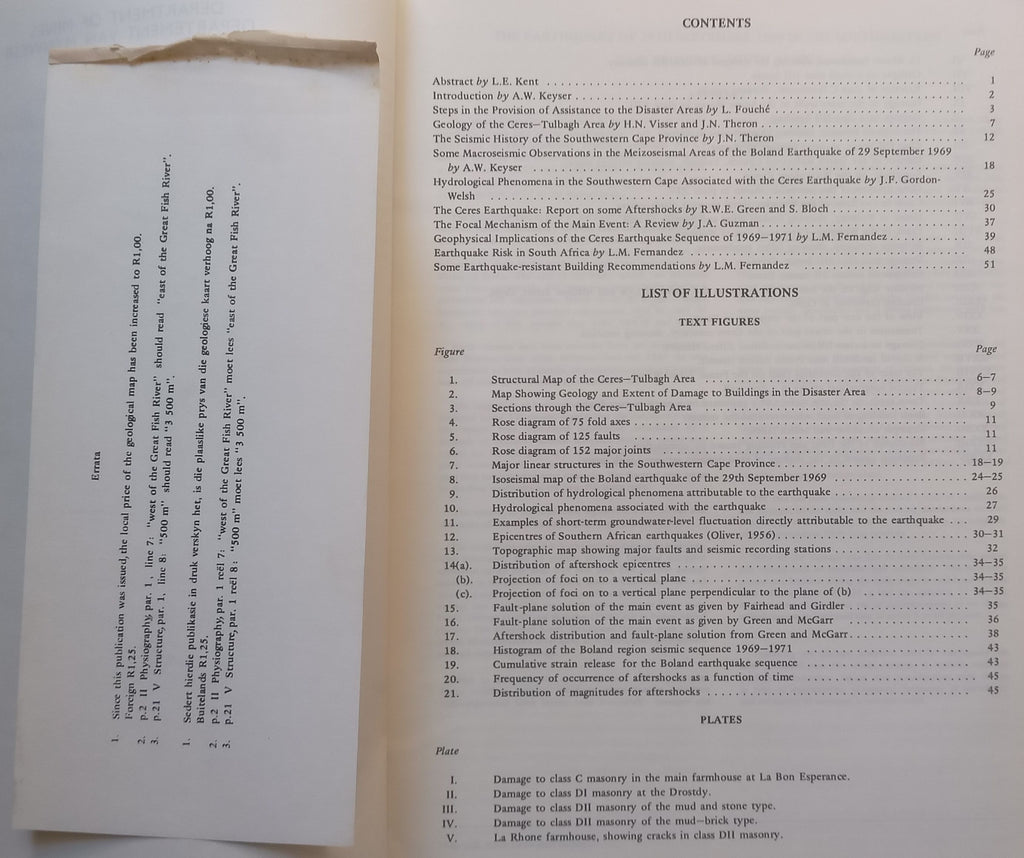 Errata
1. Since this publication was issued, the local price of the geological map has been increased to R1,00.
Foreign R1,25.
2. p.2 II Physiography, par. 1, line 7: "west of the Great Fish River" should read "east of the Great Fish River".
3. p.21 V Structure, par. 1, line 8: "500 m" should read "3 500 m".
1. Sedert hierdie publikasie in druk verskyn het, is die plaaslike prys van die geologiese kaart verhoog na R1,00.
Buitelands R1,25.
2. p.2 II Physiography, par. 1 reël 7: "west of the Great Fish River" moet lees "east of the Great Fish River".
3. p.21 V Structure, par. 1 reël 8: "500 m" moet lees "3 500 m".
CONTENTS
Page
Abstract by L.E. Kent 1
Introduction by A.W. Keyser 2
Steps in the Provision of Assistance to the Disaster Areas by L. Fouché 3
Geology of the Ceres–Tulbagh Area by H.N. Visser and J.N. Theron 7
The Seismic History of the Southwestern Cape Province by J.N. Theron 12
Some Macroseismic Observations in the Meizoseismal Areas of the Boland Earthquake of 29 September 1969
by A.W. Keyser 18
Hydrological Phenomena in the Southwestern Cape Associated with the Ceres Earthquake by J.F. Gordon-
Welsh 25
The Ceres Earthquake: Report on some Aftershocks by R.W.E. Green and S. Bloch 30
The Focal Mechanism of the Main Event: A Review by J.A. Guzman 37
Geophysical Implications of the Ceres Earthquake Sequence of 1969–1971 by L.M. Fernandez 39
Earthquake Risk in South Africa by L.M. Fernandez 48
Some Earthquake-resistant Building Recommendations by L.M. Fernandez 51
LIST OF ILLUSTRATIONS
TEXT FIGURES
Figure Page
1. Structural Map of the Ceres–Tulbagh Area 6–7
2. Map Showing Geology and Extent of Damage to Buildings in the Disaster Area 8–9
3. Sections through the Ceres–Tulbagh Area 9
4. Rose diagram of 75 fold axes 11
5. Rose diagram of 125 faults 11
6. Rose diagram of 152 major joints 11
7. Major linear structures in the Southwestern Cape Province 18–19
8. Isoseismal map of the Boland earthquake of the 29th September 1969 24–25
9. Distribution of hydrological phenomena attributable to the earthquake 26
10. Hydrological phenomena associated with the earthquake 27
11. Examples of short-term groundwater-level fluctuation directly attributable to the earthquake 29
12. Epicentres of Southern African earthquakes (Oliver, 1956) 30–31
13. Topographic map showing major faults and seismic recording stations 32
14(a). Distribution of aftershock epicentres 34–35
(b). Projection of foci on to a vertical plane 34–35
(c). Projection of foci on to a vertical plane perpendicular to the plane of (b) 34–35
15. Fault-plane solution of the main event as given by Fairhead and Girdler 35
16. Fault-plane solution of the main event as given by Green and McGarr 36
17. Aftershock distribution and fault-plane solution from Green and McGarr 38
18. Histogram of the Boland region seismic sequence 1969–1971 43
19. Cumulative strain release for the Boland earthquake sequence 43
20. Frequency of occurrence of aftershocks as a function of time 45
21. Distribution of magnitudes for aftershocks 45
PLATES
Plate
I. Damage to class C masonry in the main farmhouse at La Bon Esperance.
II. Damage to class DI masonry at the Drostdy.
III. Damage to class DII masonry of the mud and stone type.
IV. Damage to class DII masonry of the mud–brick type.
V. La Rhone farmhouse, showing cracks in class DII masonry.